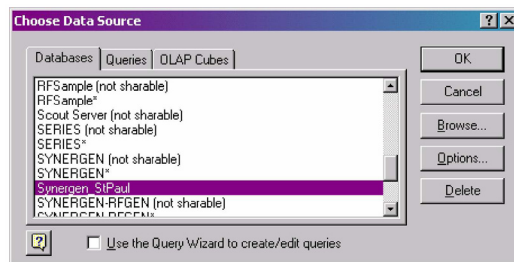 Choose Data Source
Databases Queries OLAP Cubes
RFSample (not sharable)
RFSample*
Scout Server (not sharable)
SERIES (not sharable)
SERIES*
SYNERGEN (not sharable)
SYNERGEN*
Synergen_StPaul
SYNERGEN-RFGEN (not sharable)
SYNERGEN-RFGEN*
OK
Cancel
Browse...
Options...
Delete
Use the Query Wizard to create/edit queries